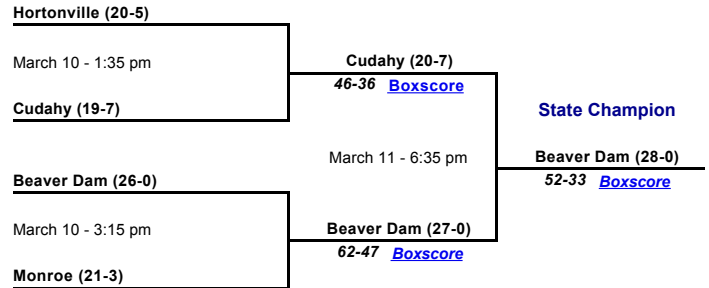 Hortonville (20-5)
March 10 - 1:35 pm
Cudahy (20-7)
46-36 Boxscore
Cudahy (19-7)
State Champion
March 11 - 6:35 pm
Beaver Dam (28-0)
52-33 Boxscore
Beaver Dam (26-0)
March 10 - 3:15 pm
Beaver Dam (27-0)
62-47 Boxscore
Monroe (21-3)